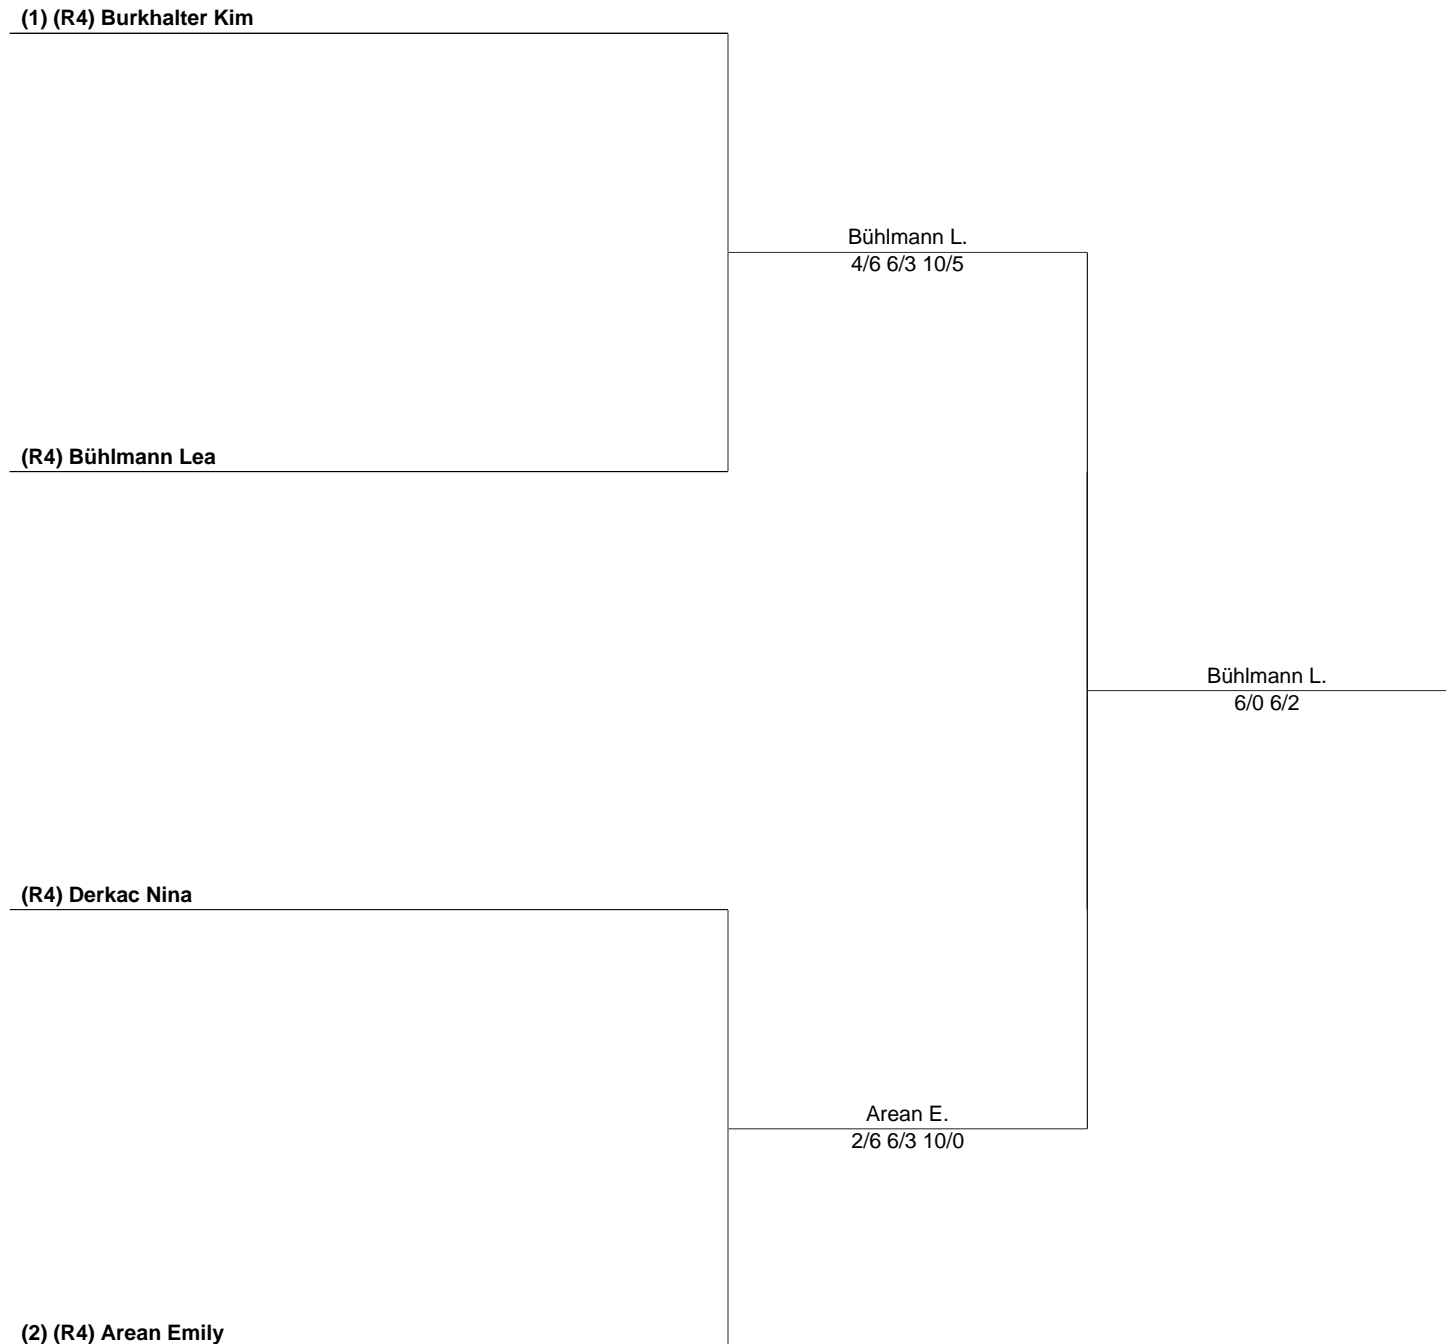 (1) (R4) Burkhalter Kim
Bühlmann L.
4/6 6/3 10/5
(R4) Bühlmann Lea
Bühlmann L.
6/0 6/2
(R4) Derkac Nina
Arean E.
2/6 6/3 10/0
(2) (R4) Arean Emily